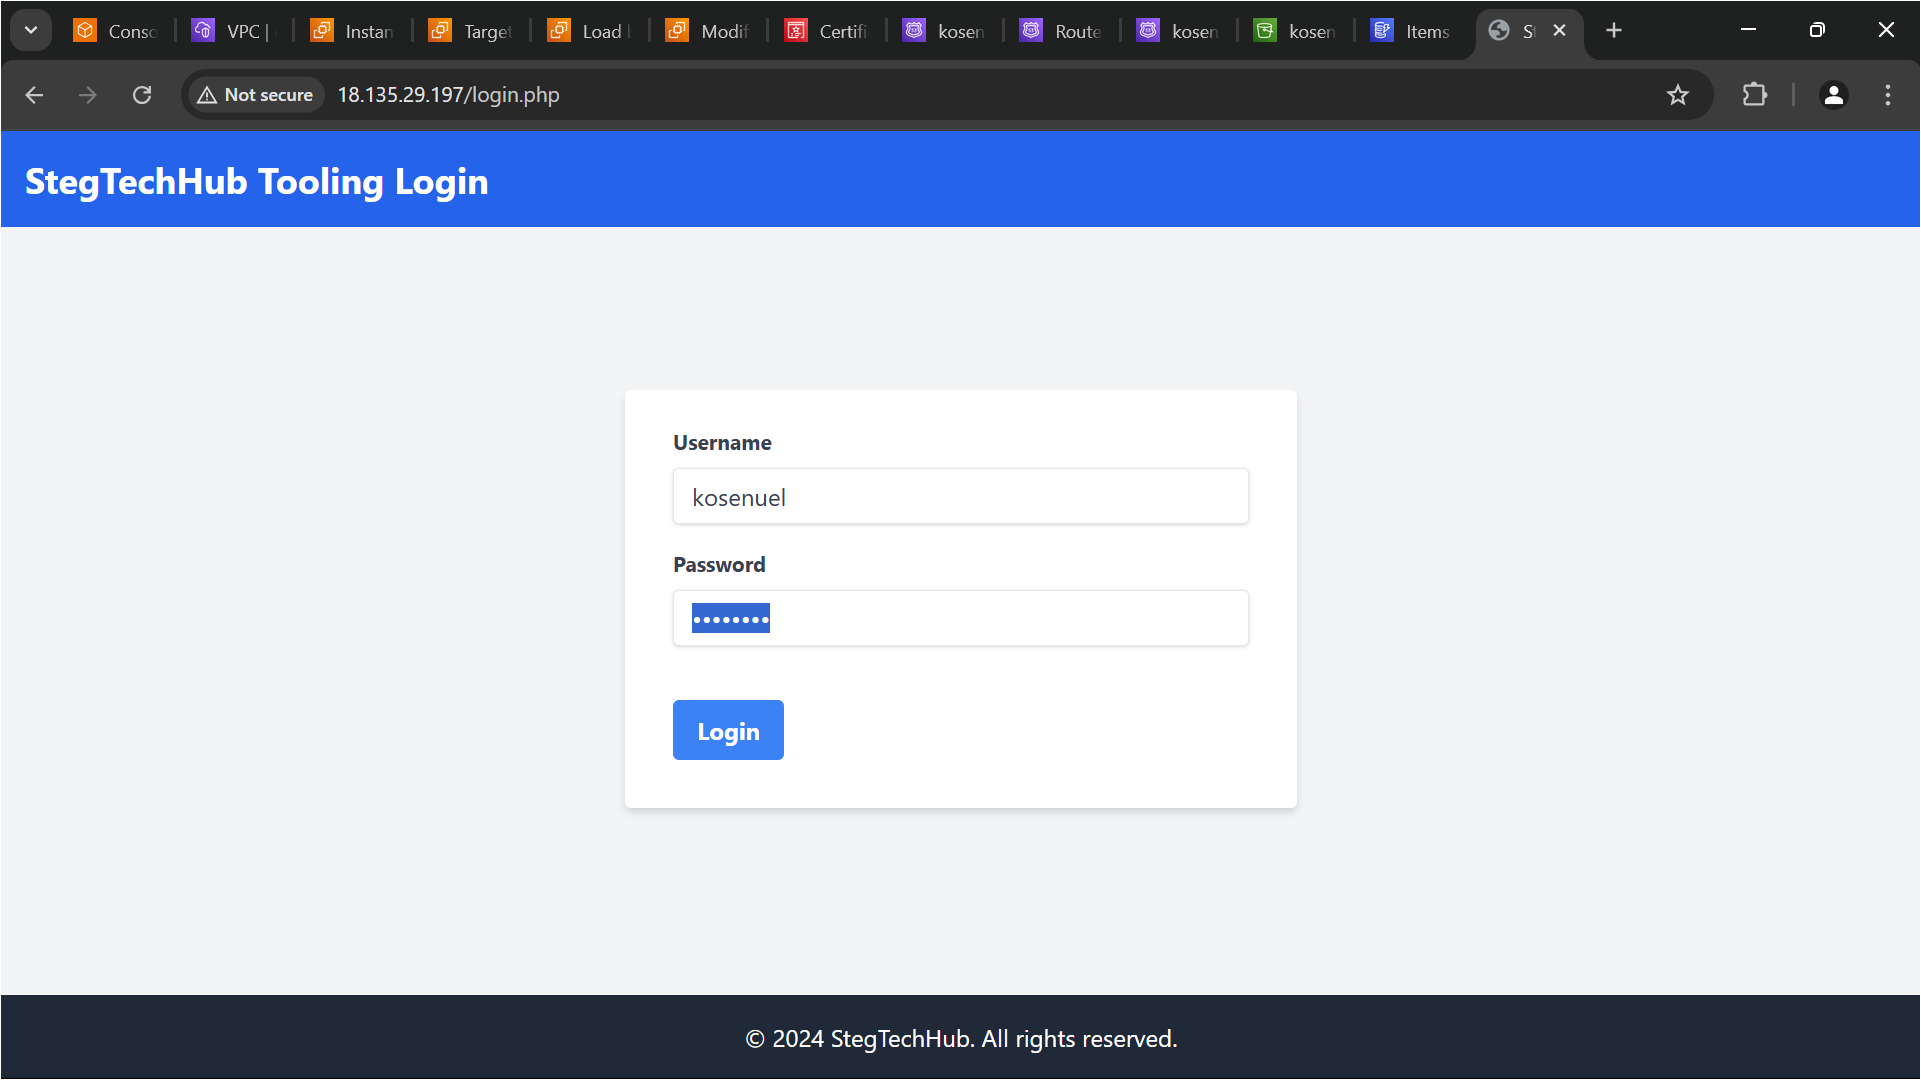 Conso VPC | Instan Target Load Modif Certifi kosen Route kosen kosen Items St
Not secure 18.135.29.197/login.php
StegTechHub Tooling Login
Username
kosenuel
Password
••••••••
Login
© 2024 StegTechHub. All rights reserved.